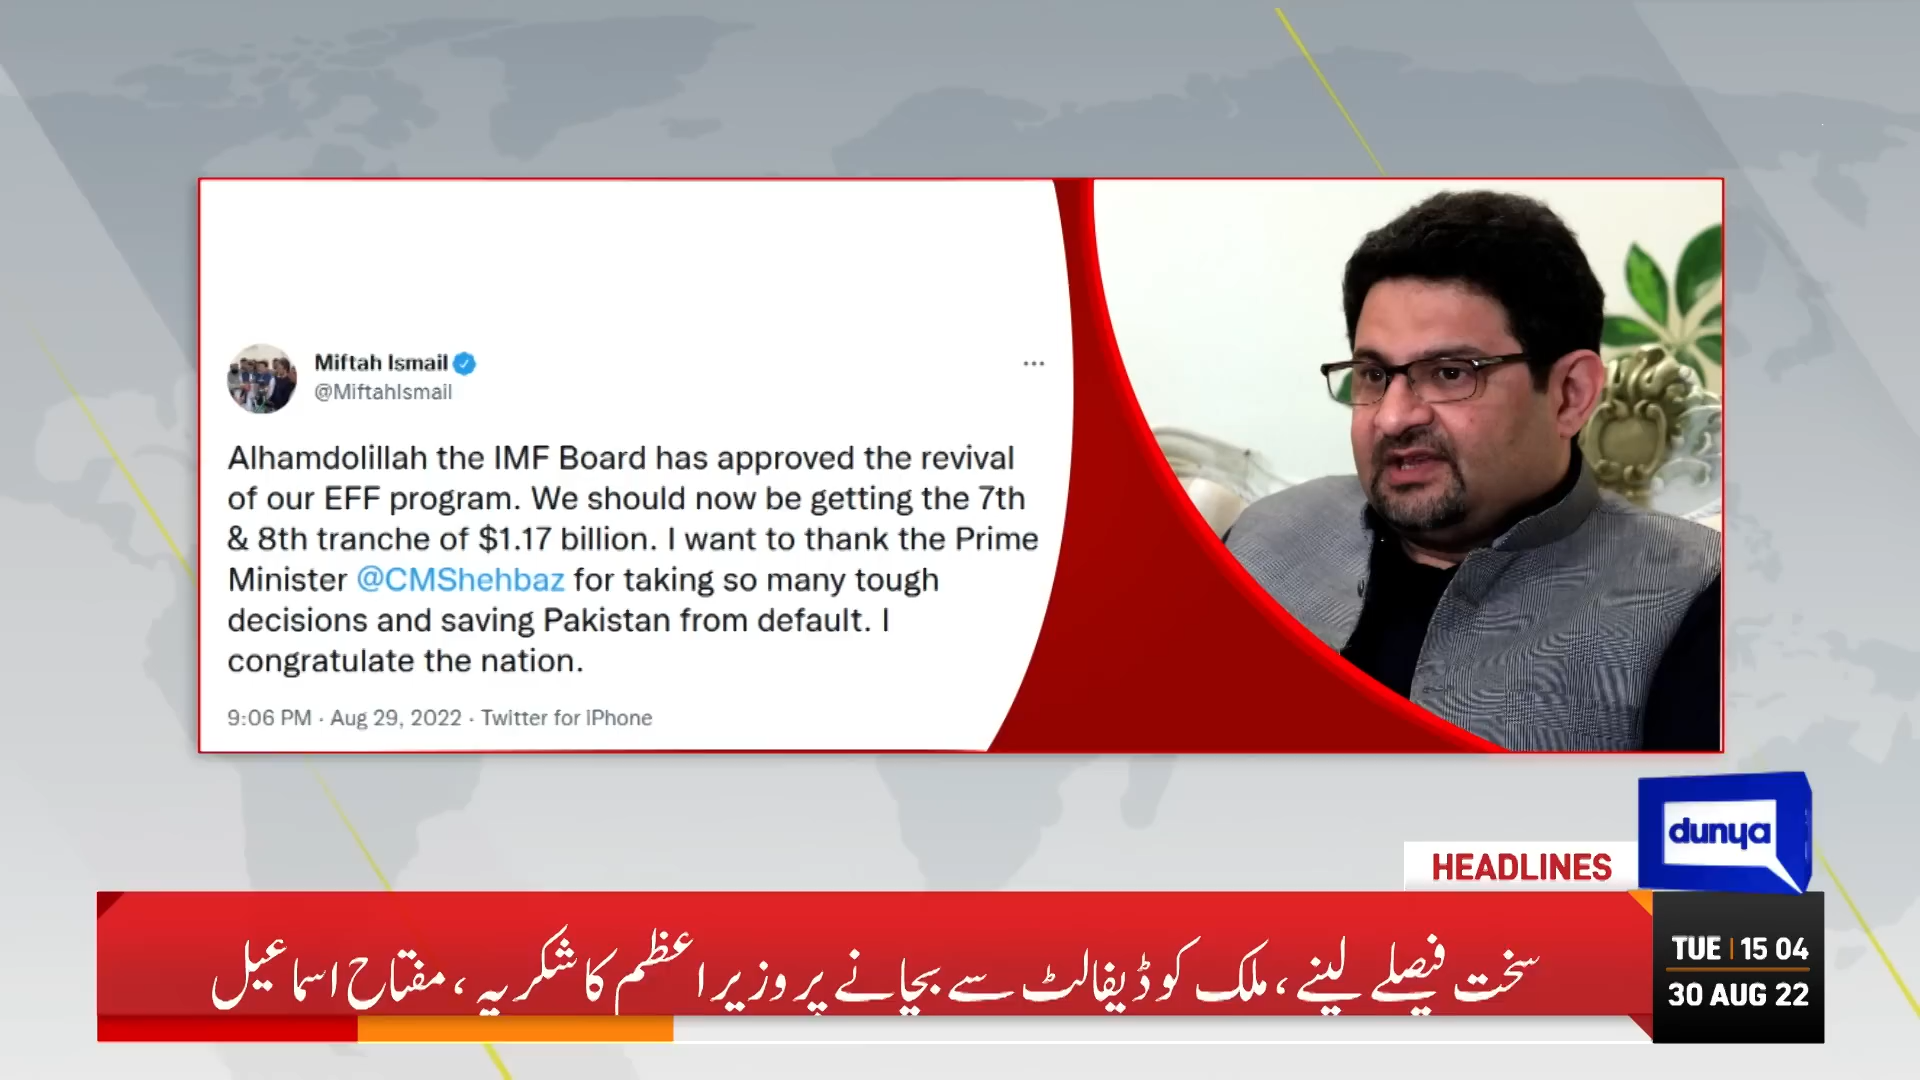 Miftah Ismail
@MiftahIsmail
Alhamdolillah the IMF Board has approved the revival
of our EFF program. We should now be getting the 7th
& 8th tranche of $1.17 billion. I want to thank the Prime
Minister @CMShehbaz for taking so many tough
decisions and saving Pakistan from default. I
congratulate the nation.
9:06 PM · Aug 29, 2022 · Twitter for iPhone
dunya
HEADLINES
سخت فیصلے لینے، ملک کو ڈیفالٹ سے بچانے پر وزیر اعظم کا شکریہ، مفتاح اسماعیل
TUE | 15 04
30 AUG 22